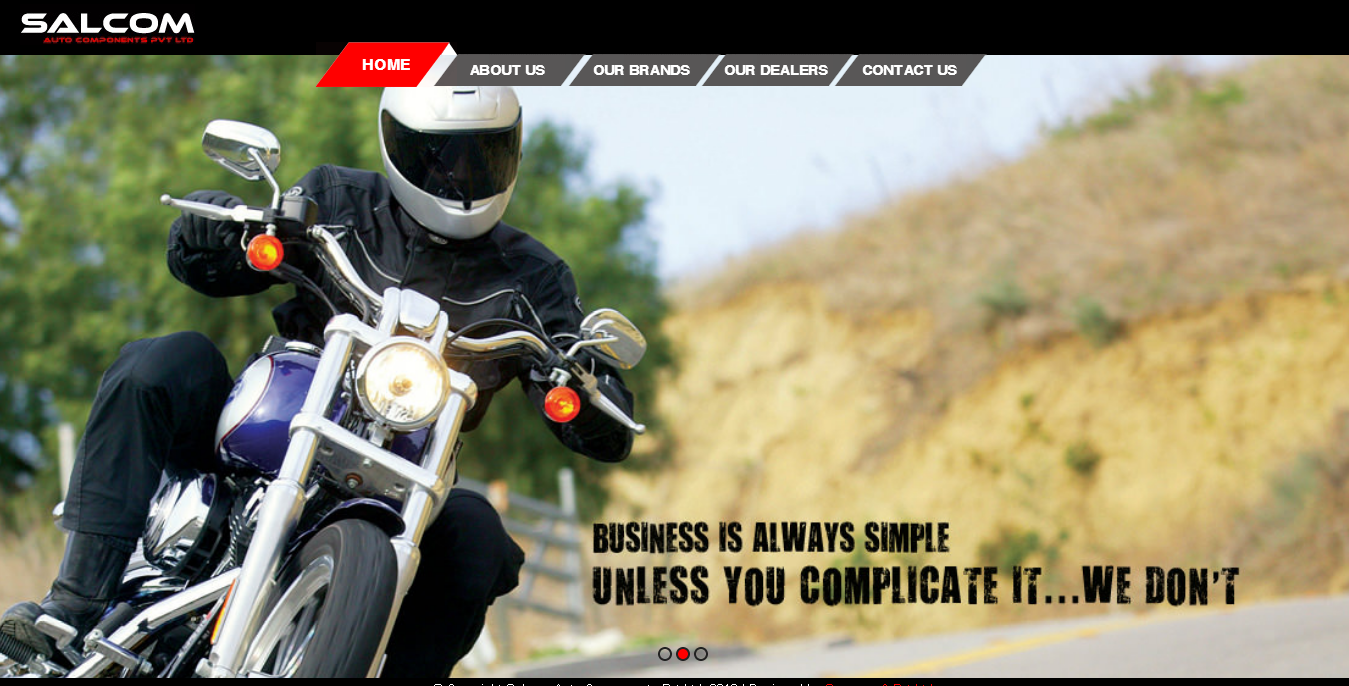 SALCOM
AUTO COMPONENTS PVT LTD
HOME
ABOUT US
OUR BRANDS
OUR DEALERS
CONTACT US
BUSINESS IS ALWAYS SIMPLE
UNLESS YOU COMPLICATE IT...WE DON'T